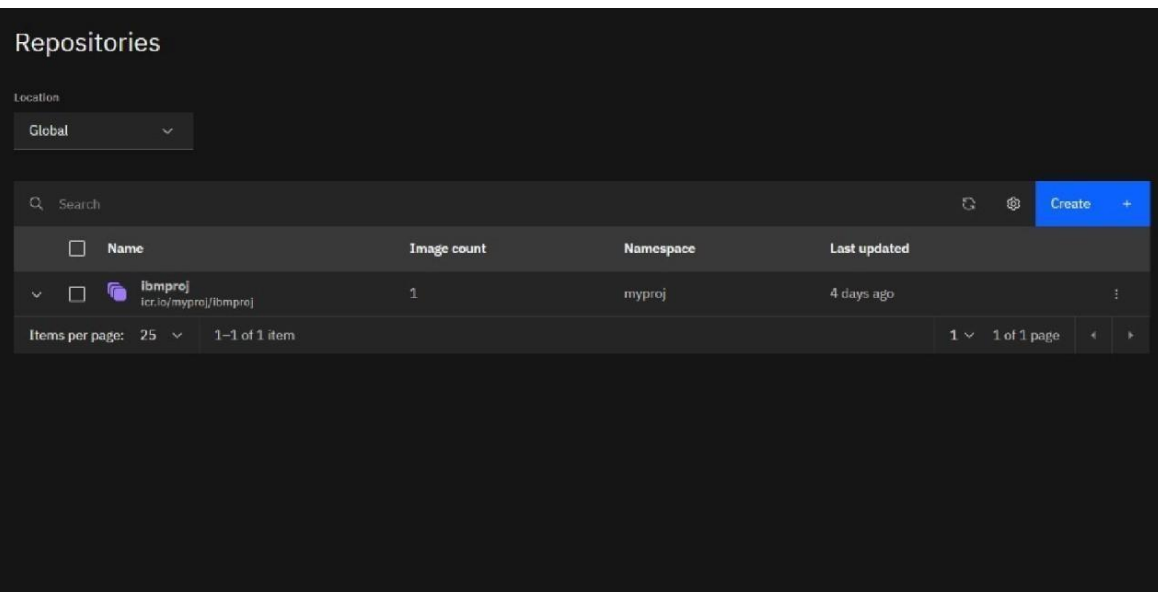 Repositories
Location
Global
Search
Create +
Name Image count Namespace Last updated
ibmproj 1 myproj 4 days ago
icr.io/myproj/ibmproj
Items per page: 25 1–1 of 1 item 1 1 of 1 page